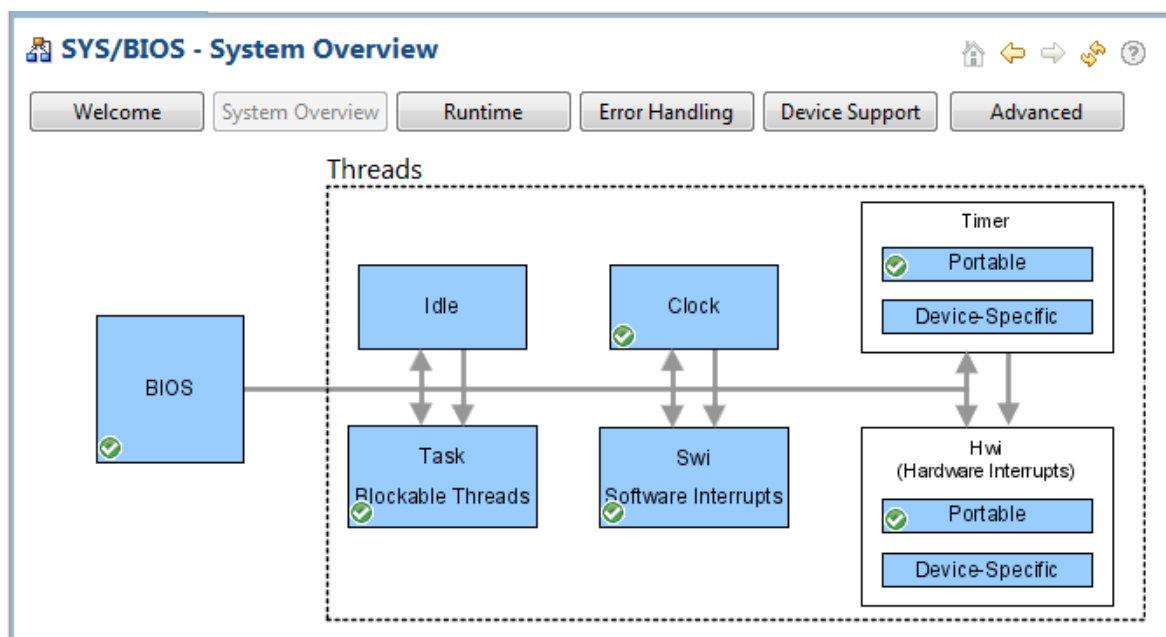 SYS/BIOS - System Overview
Welcome
System Overview
Runtime
Error Handling
Device Support
Advanced
Threads
Timer
Portable
Device-Specific
Idle
Clock
BIOS
Task
Blockable Threads
Swi
Software Interrupts
Hwi
(Hardware Interrupts)
Portable
Device-Specific